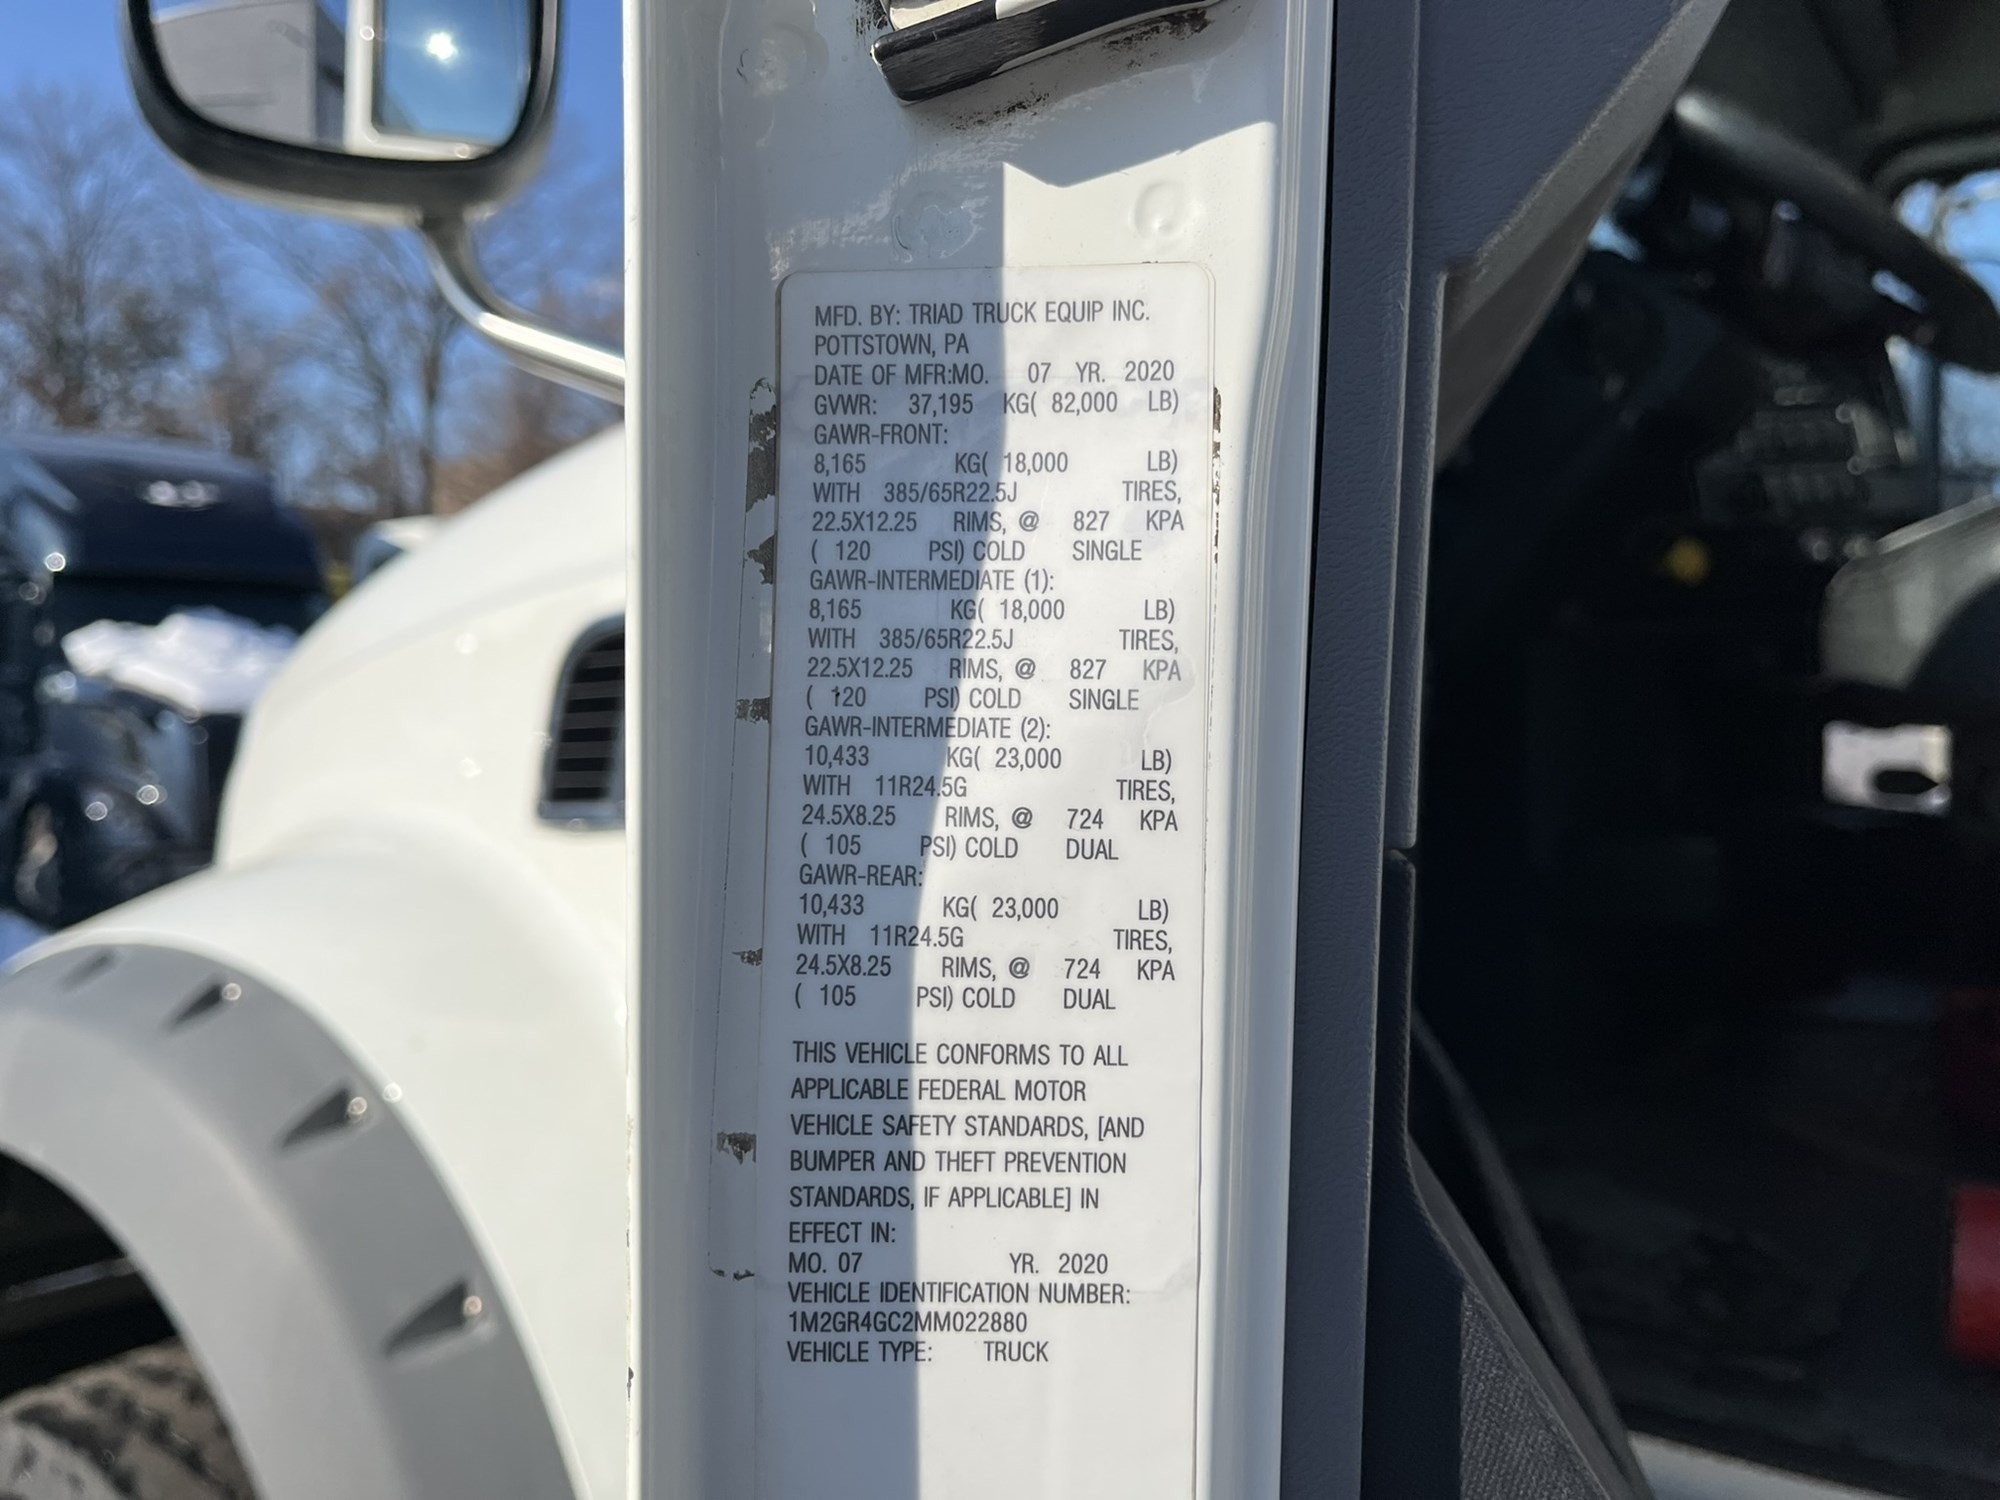 MFD. BY: TRIAD TRUCK EQUIP INC.
POTTSTOWN, PA
DATE OF MFR:MO. 07 YR. 2020
GVWR: 37,195 KG( 82,000 LB)
GAWR-FRONT:
8,165 KG( 18,000 LB)
WITH 385/65R22.5J TIRES,
22.5X12.25 RIMS, @ 827 KPA
( 120 PSI) COLD SINGLE
GAWR-INTERMEDIATE (1):
8,165 KG( 18,000 LB)
WITH 385/65R22.5J TIRES,
22.5X12.25 RIMS, @ 827 KPA
( 120 PSI) COLD SINGLE
GAWR-INTERMEDIATE (2):
10,433 KG( 23,000 LB)
WITH 11R24.5G TIRES,
24.5X8.25 RIMS, @ 724 KPA
( 105 PSI) COLD DUAL
GAWR-REAR:
10,433 KG( 23,000 LB)
WITH 11R24.5G TIRES,
24.5X8.25 RIMS, @ 724 KPA
( 105 PSI) COLD DUAL
THIS VEHICLE CONFORMS TO ALL
APPLICABLE FEDERAL MOTOR
VEHICLE SAFETY STANDARDS, [AND
BUMPER AND THEFT PREVENTION
STANDARDS, IF APPLICABLE] IN
EFFECT IN:
MO. 07 YR. 2020
VEHICLE IDENTIFICATION NUMBER:
1M2GR4GC2MM022880
VEHICLE TYPE: TRUCK